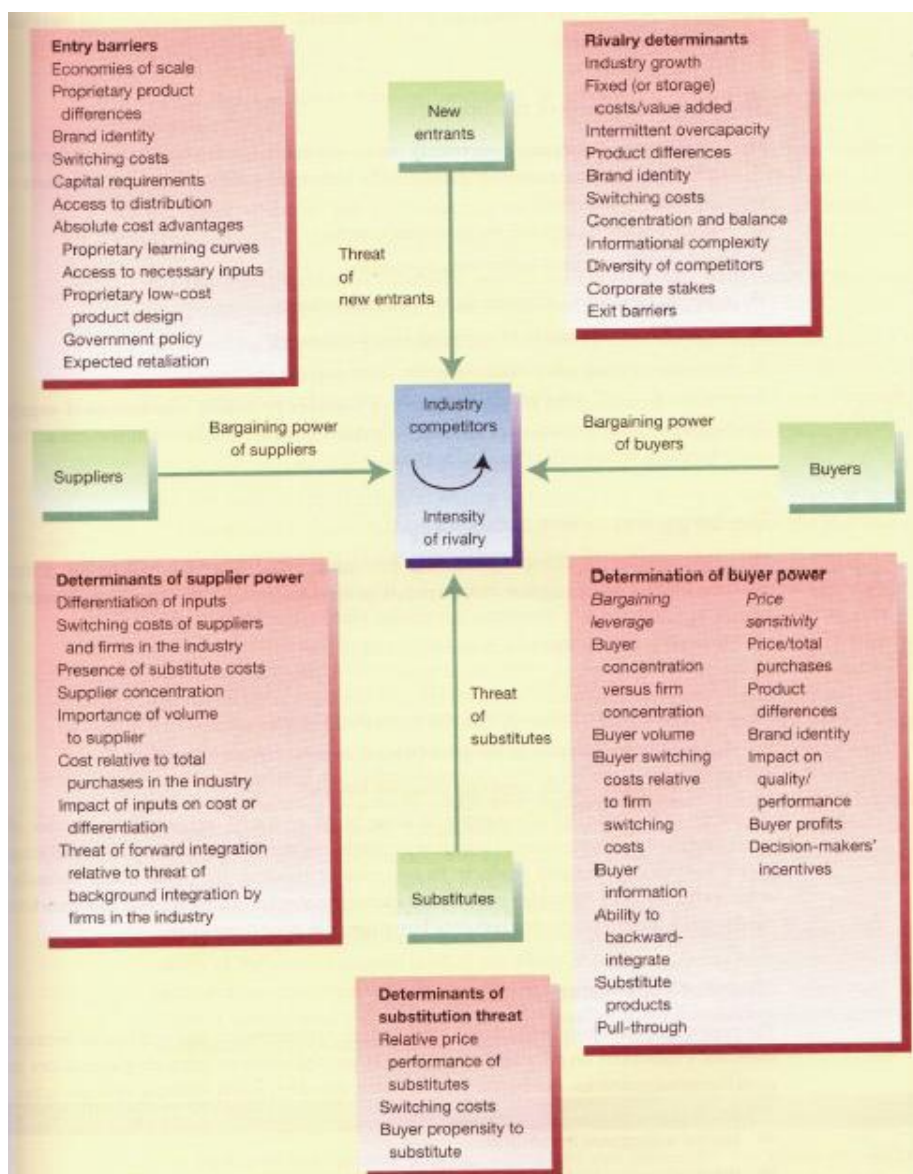 Entry barriers
Economies of scale
Proprietary product
differences
Brand identity
Switching costs
Capital requirements
Access to distribution
Absolute cost advantages
Proprietary learning curves
Access to necessary inputs
Proprietary low-cost
product design
Government policy
Expected retaliation
New
entrants
Rivalry determinants
Industry growth
Fixed (or storage)
costs/value added
Intermittent overcapacity
Product differences
Brand identity
Switching costs
Concentration and balance
Informational complexity
Diversity of competitors
Corporate stakes
Exit barriers
Threat
of
new entrants
Suppliers
Bargaining power
of suppliers
Industry
competitors
Intensity
of rivalry
Bargaining power
of buyers
Buyers
Determinants of supplier power
Differentiation of inputs
Switching costs of suppliers
and firms in the industry
Presence of substitute costs
Supplier concentration
Importance of volume
to supplier
Cost relative to total
purchases in the industry
Impact of inputs on cost or
differentiation
Threat of forward integration
relative to threat of
background integration by
firms in the industry
Threat
of
substitutes
Substitutes
Determination of buyer power
Bargaining
leverage
Buyer
concentration
versus firm
concentration
Buyer volume
Buyer switching
costs relative
to firm
switching
costs
Buyer
information
Ability to
backward-
integrate
Substitute
products
Pull-through
Price
sensitivity
Price/total
purchases
Product
differences
Brand identity
Impact on
quality/
performance
Buyer profits
Decision-makers'
incentives
Determinants of
substitution threat
Relative price
performance of
substitutes
Switching costs
Buyer propensity to
substitute